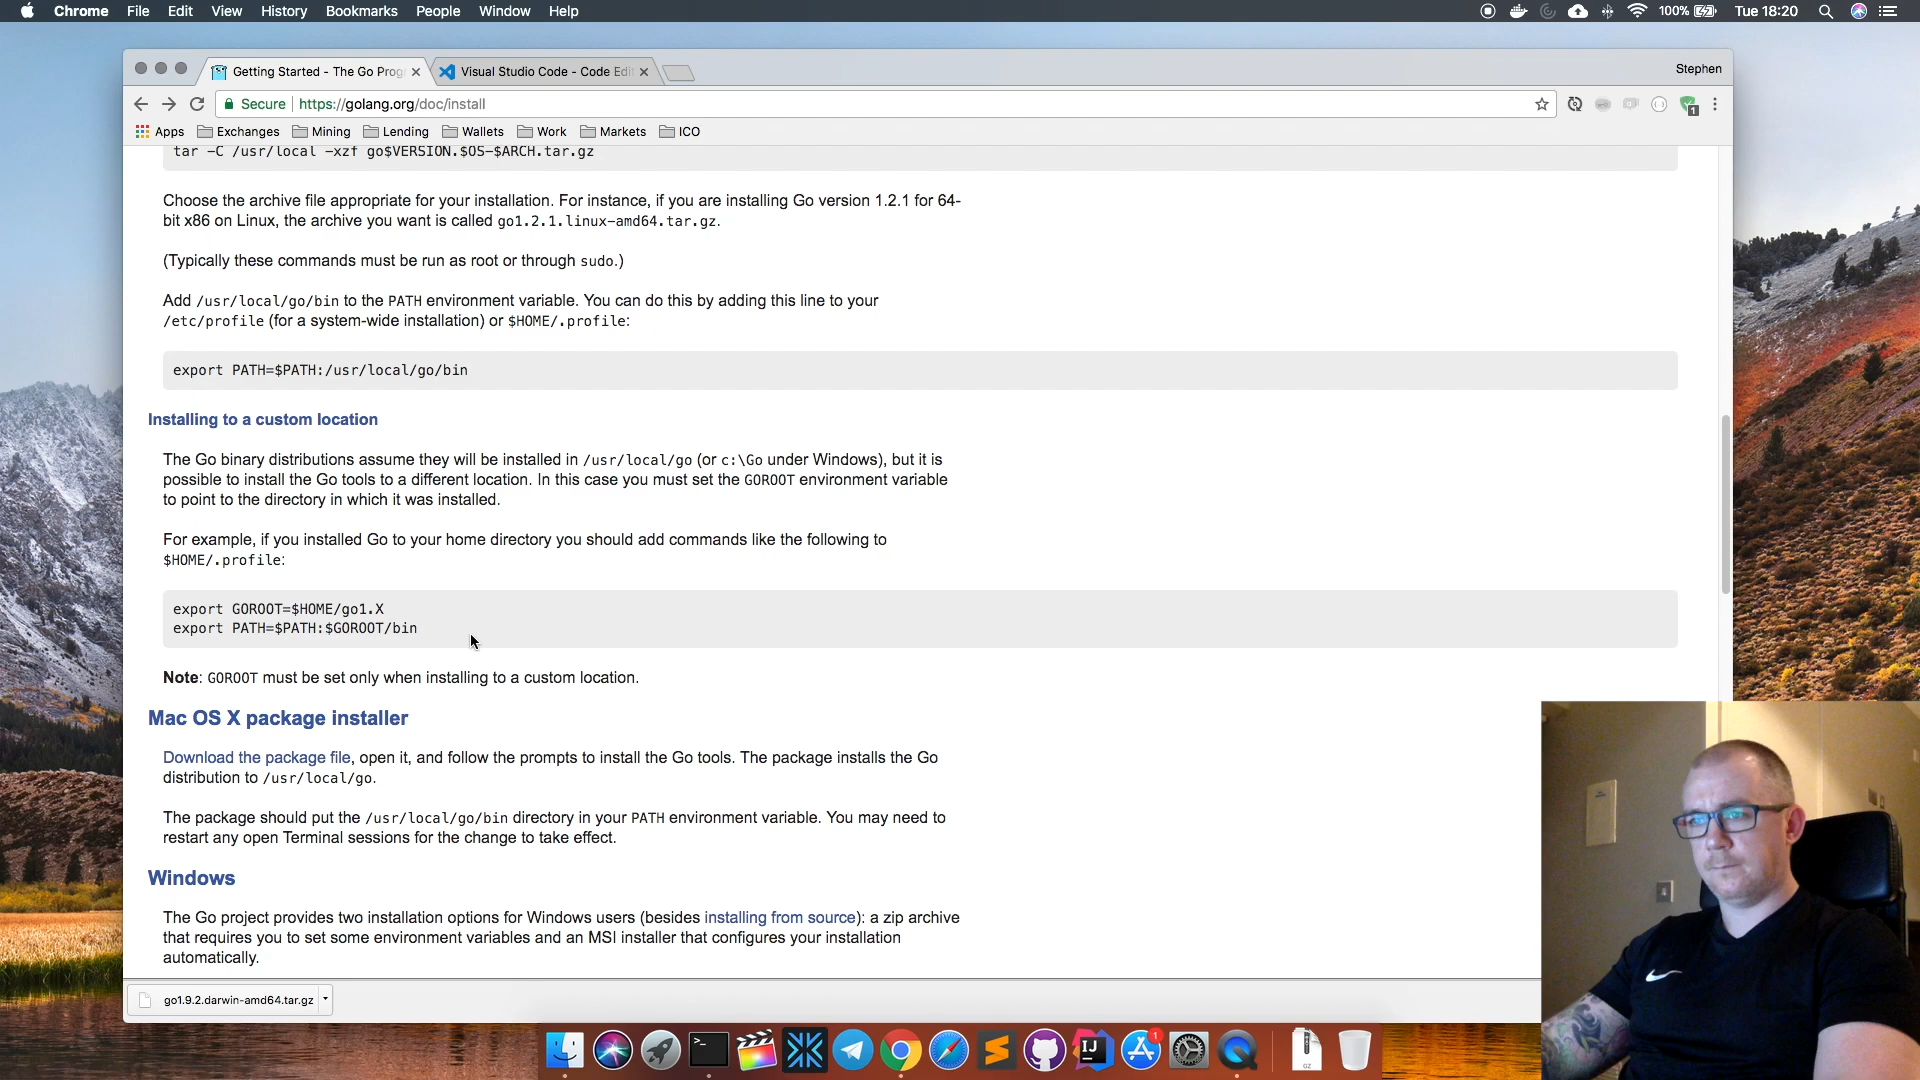 Chrome File Edit View History Bookmarks People Window Help 100% Tue 18:20
Getting Started - The Go Prog Visual Studio Code - Code Edit Stephen
Secure https://golang.org/doc/install 1
Apps Exchanges Mining Lending Wallets Work Markets ICO
tar -C /usr/local -xzf go$VERSION.$OS-$ARCH.tar.gz
Choose the archive file appropriate for your installation. For instance, if you are installing Go version 1.2.1 for 64-
bit x86 on Linux, the archive you want is called go1.2.1.linux-amd64.tar.gz.
(Typically these commands must be run as root or through sudo.)
Add /usr/local/go/bin to the PATH environment variable. You can do this by adding this line to your
/etc/profile (for a system-wide installation) or $HOME/.profile:
export PATH=$PATH:/usr/local/go/bin
Installing to a custom location
The Go binary distributions assume they will be installed in /usr/local/go (or c:\Go under Windows), but it is
possible to install the Go tools to a different location. In this case you must set the GOROOT environment variable
to point to the directory in which it was installed.
For example, if you installed Go to your home directory you should add commands like the following to
$HOME/.profile:
export GOROOT=$HOME/go1.X
export PATH=$PATH:$GOROOT/bin
Note: GOROOT must be set only when installing to a custom location.
Mac OS X package installer
Download the package file, open it, and follow the prompts to install the Go tools. The package installs the Go
distribution to /usr/local/go.
The package should put the /usr/local/go/bin directory in your PATH environment variable. You may need to
restart any open Terminal sessions for the change to take effect.
Windows
The Go project provides two installation options for Windows users (besides installing from source): a zip archive
that requires you to set some environment variables and an MSI installer that configures your installation
automatically.
go1.9.2.darwin-amd64.tar.gz
>_ IJ 1 GZ